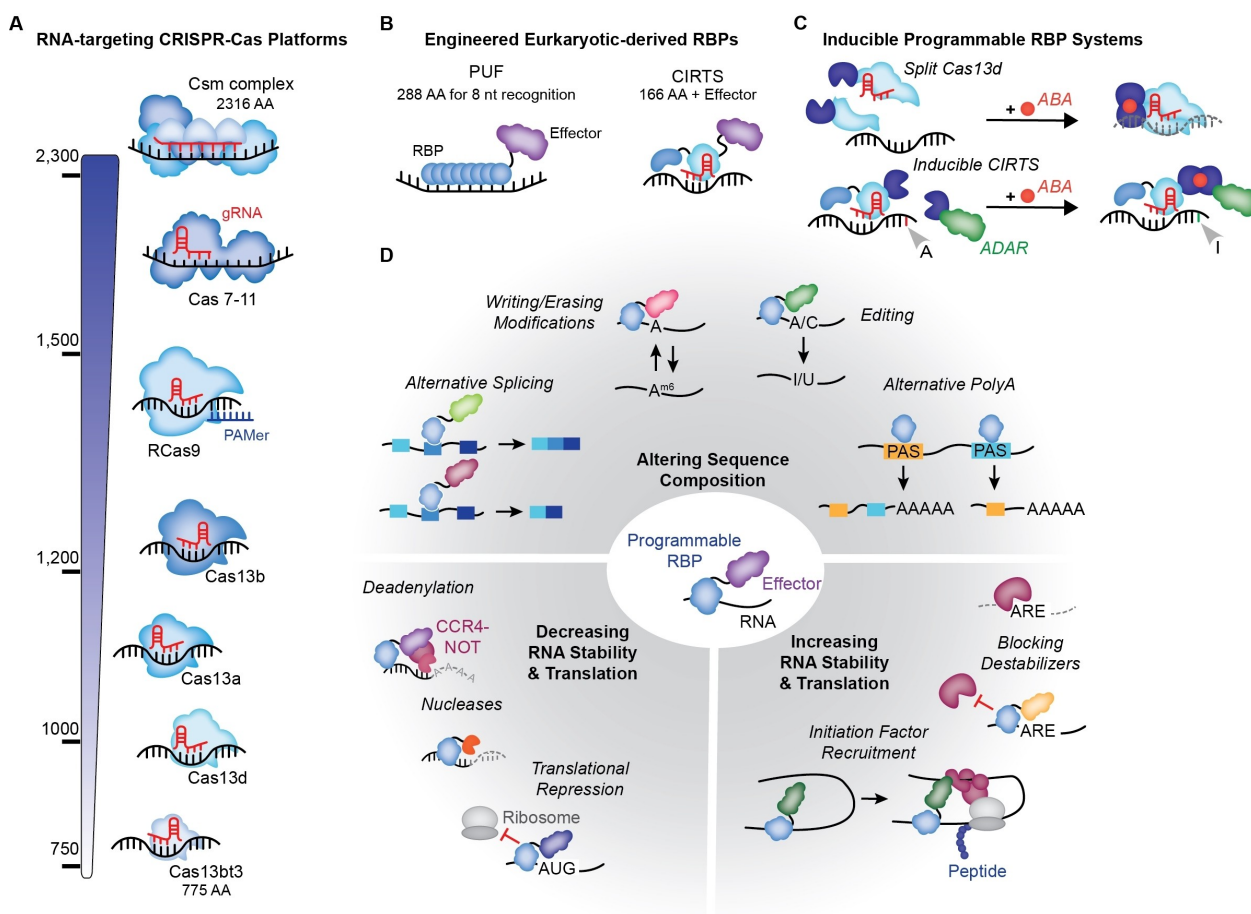 A
RNA-targeting CRISPR-Cas Platforms
Csm complex
2316 AA
2,300
gRNA
Cas 7-11
1,500
PAMer
RCas9
1,200
Cas13b
Cas13a
1000
Cas13d
750
Cas13bt3
775 AA
B
Engineered Eurkaryotic-derived RBPs
PUF
288 AA for 8 nt recognition
RBP
Effector
CIRTS
166 AA + Effector
C
Inducible Programmable RBP Systems
Split Cas13d
+ ABA
Inducible CIRTS
+ ABA
A
ADAR
I
D
Writing/Erasing
Modifications
A
Am6
A/C
I/U
Editing
Alternative Splicing
Alternative PolyA
PAS
PAS
AAAAA
AAAAA
Altering Sequence
Composition
Programmable
RBP
Effector
RNA
Deadenylation
CCR4-
NOT
A A A A
Decreasing
RNA Stability
& Translation
Nucleases
Translational
Repression
Ribosome
AUG
Increasing
RNA Stability
& Translation
ARE
Blocking
Destabilizers
ARE
Initiation Factor
Recruitment
Peptide